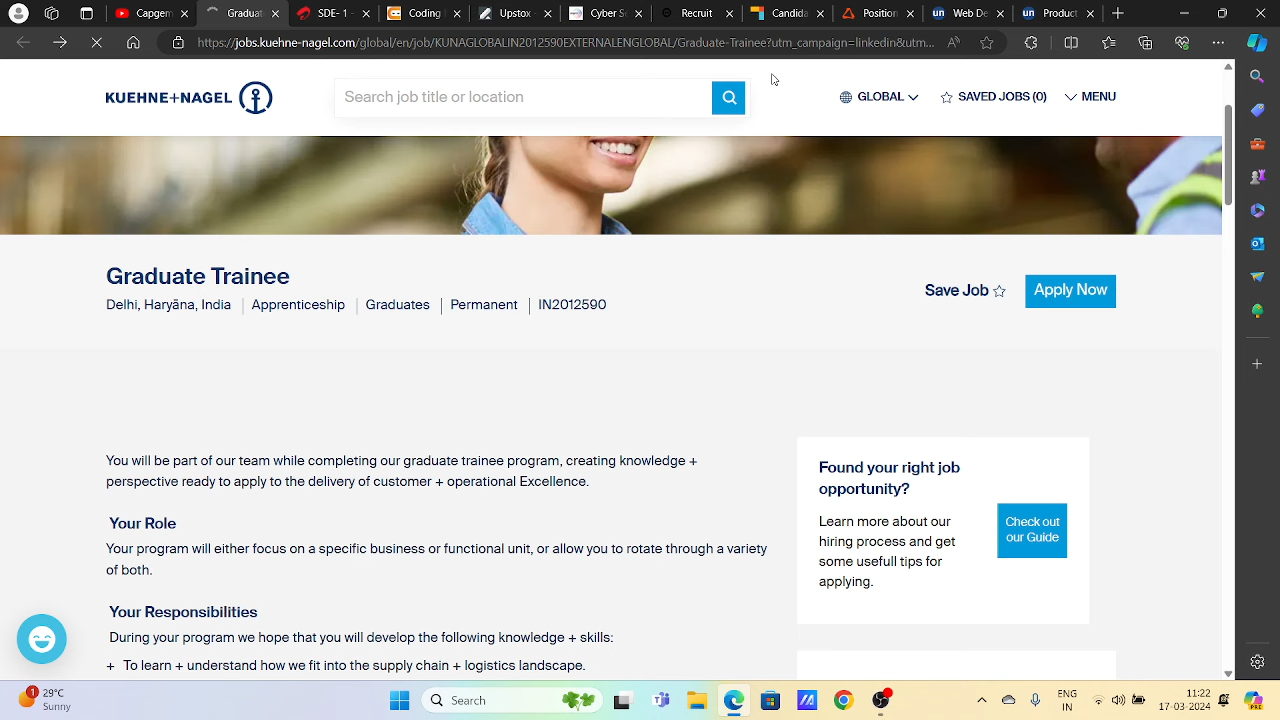 Capgem
Graduate
SDE- 1 -
Coding
Upstox
Cyber Se
Recruit
Candida
Position
Web De
Product
https://jobs.kuehne-nagel.com/global/en/job/KUNAGLOBALIN2012590EXTERNALENGLOBAL/Graduate-Trainee?utm_campaign=linkedin&utm...
KUEHNE+NAGEL
Search job title or location
GLOBAL
SAVED JOBS (0)
MENU
Graduate Trainee
Save Job
Apply Now
Delhi, Haryāna, India
Apprenticeship
Graduates
Permanent
IN2012590
You will be part of our team while completing our graduate trainee program, creating knowledge +
perspective ready to apply to the delivery of customer + operational Excellence.
Your Role
Your program will either focus on a specific business or functional unit, or allow you to rotate through a variety
of both.
Your Responsibilities
During your program we hope that you will develop the following knowledge + skills:
+ To learn + understand how we fit into the supply chain + logistics landscape.
Found your right job
opportunity?
Learn more about our
hiring process and get
some usefull tips for
applying.
Check out
our Guide
1
29°C
Sunny
Search
ENG
IN
11:22
17-03-2024
PRE